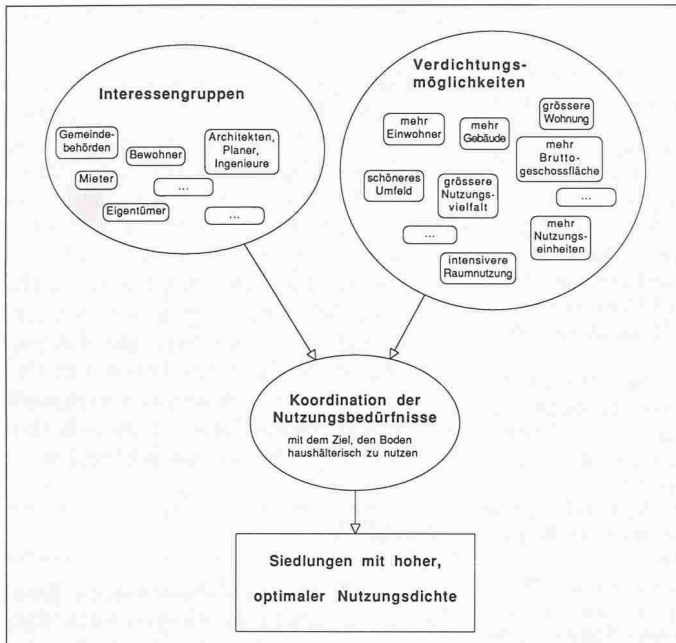 Interessengruppen
Gemeinde-
behörden
Bewohner
Architekten,
Planer,
Ingenieure
Mieter
...
Eigentümer
...
Verdichtungs-
möglichkeiten
mehr
Einwohner
mehr
Gebäude
grössere
Wohnung
mehr
Brutto-
geschossfläche
schöneres
Umfeld
grössere
Nutzungs-
vielfalt
...
...
mehr
Nutzungs-
einheiten
intensivere
Raumnutzung
Koordination der
Nutzungsbedürfnisse
mit dem Ziel, den Boden
haushälterisch zu nutzen
Siedlungen mit hoher,
optimaler Nutzungsdichte